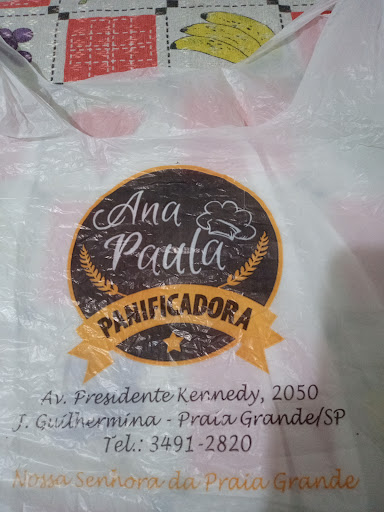 Ana
Paula
PANIFICADORA
Av. Presidente Kennedy, 2050
J. Guilhermina - Praia Grande/SP
Tel.: 3491-2820
Nossa Senhora da Praia Grande